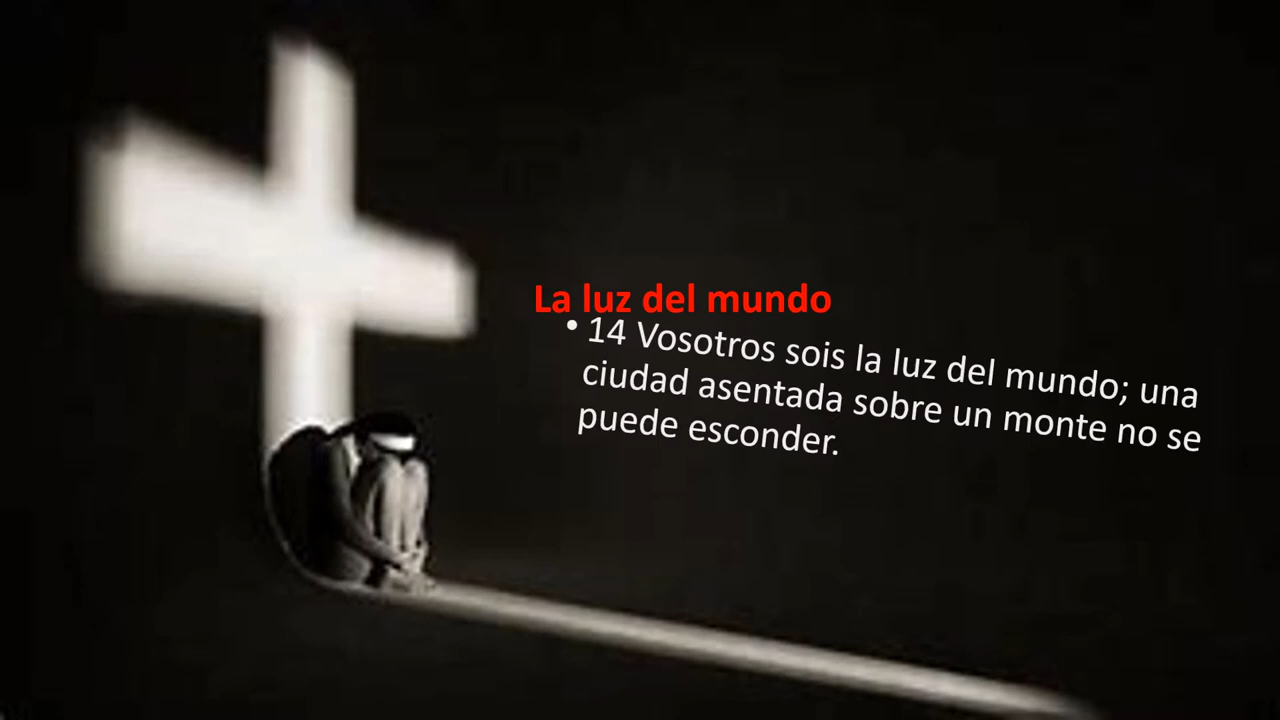 La luz del mundo
• 14 Vosotros sois la luz del mundo; una
ciudad asentada sobre un monte no se
puede esconder.